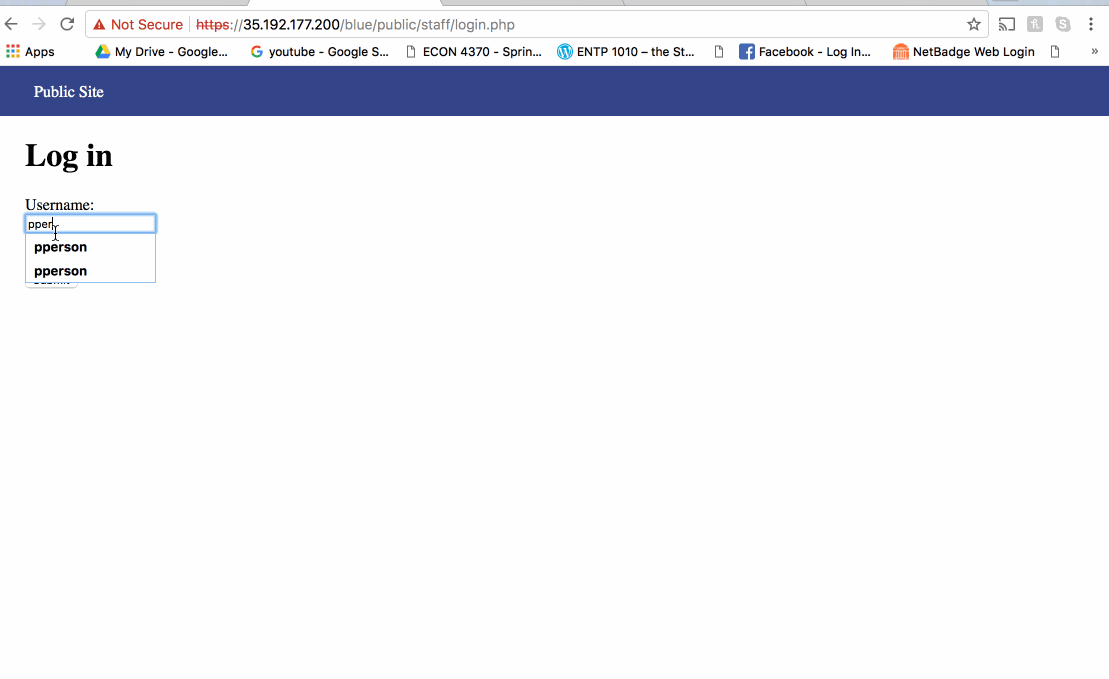 Not Secure https://35.192.177.200/blue/public/staff/login.php
Apps My Drive - Google... youtube - Google S... ECON 4370 - Sprin... ENTP 1010 – the St... Facebook - Log In... NetBadge Web Login »
Public Site
Log in
Username:
pper
pperson
pperson